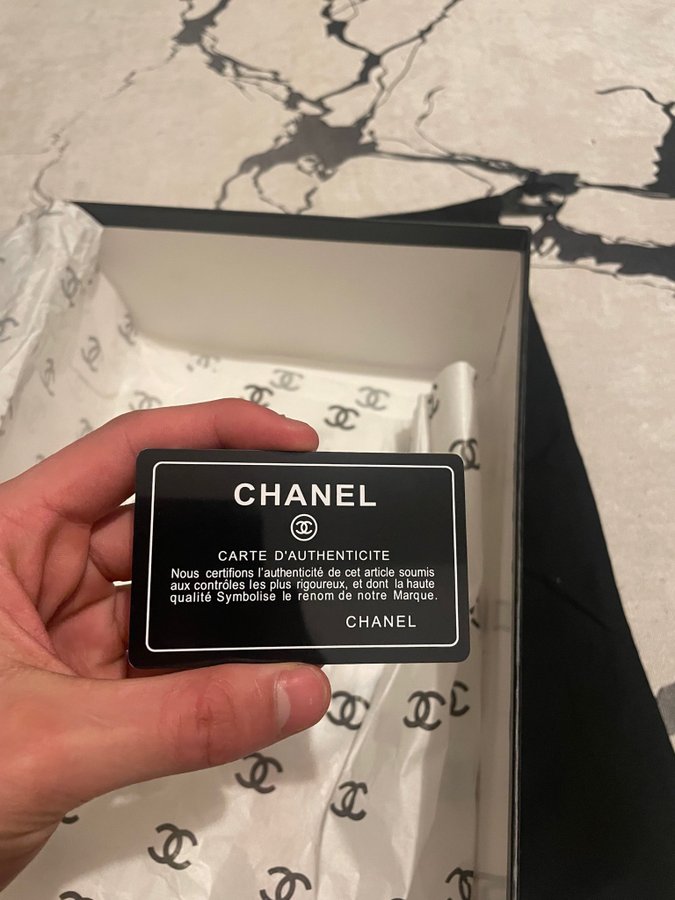 CHANEL
CARTE D'AUTHENTICITE
Nous certifions l'authenticité de cet article soumis
aux contrôles les plus rigoureux, et dont la haute
qualité Symbolise le renom de notre Marque.
CHANEL